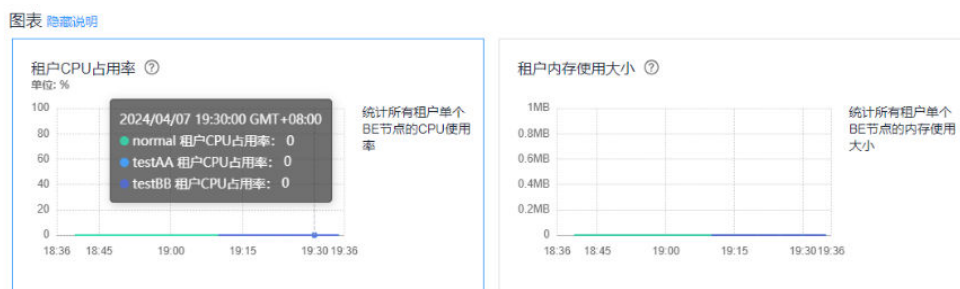 图表 隐藏说明
租户CPU占用率 ?
单位: %
100
80
60
40
20
0
18:36 18:45 19:00 19:15 19:30 19:36
2024/04/07 19:30:00 GMT+08:00
normal 租户CPU占用率: 0
testAA 租户CPU占用率: 0
testBB 租户CPU占用率: 0
统计所有租户单个
BE节点的CPU使用
率
租户内存使用大小 ?
1MB
0.8MB
0.6MB
0.4MB
0.2MB
0
18:36 18:45 19:00 19:15 19:30 19:36
统计所有租户单个
BE节点的内存使用
大小